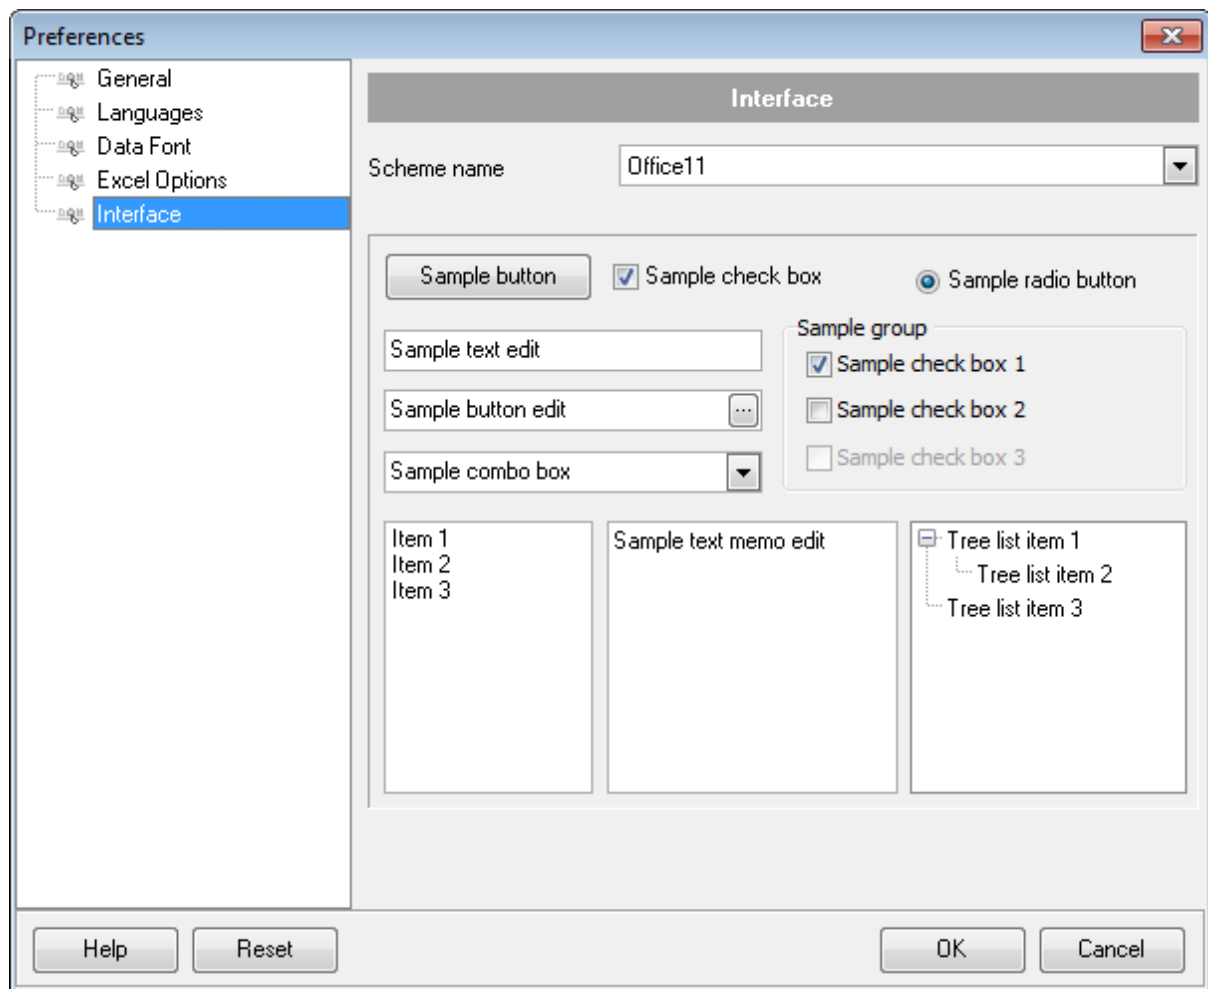 Preferences
General
Languages
Data Font
Excel Options
Interface
Interface
Scheme name
Office11
Sample button
Sample check box
Sample radio button
Sample text edit
Sample button edit
...
Sample combo box
Sample group
Sample check box 1
Sample check box 2
Sample check box 3
Item 1
Item 2
Item 3
Sample text memo edit
Tree list item 1
Tree list item 2
Tree list item 3
Help
Reset
OK
Cancel